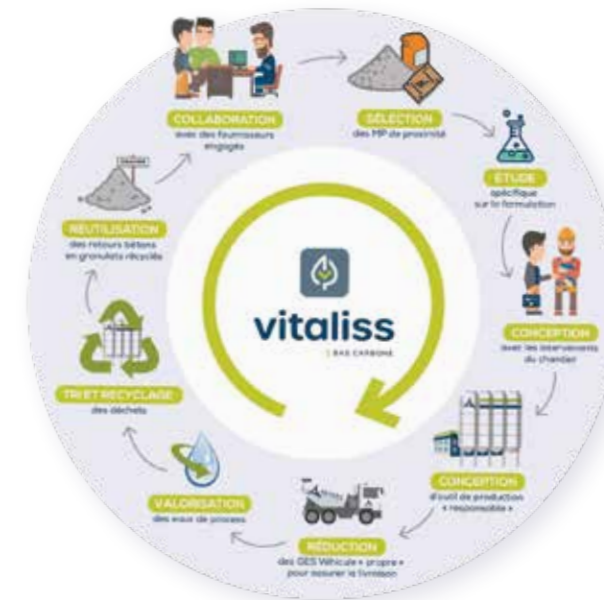 COLLABORATION
avec des fournisseurs
engagés
SÉLECTION
des MP de proximité
ÉTUDE
spécifique
sur la formulation
CONCEPTION
avec les intervenants
du chantier
CONCEPTION
d'outil de production
« responsable »
RÉDUCTION
des GES Véhicule « propre »
pour assurer la livraison
VALORISATION
des eaux de process
TRI ET RECYCLAGE
des déchets
RÉUTILISATION
des retours bétons
en granulats récyclés
vitaliss
BAS CARBONE